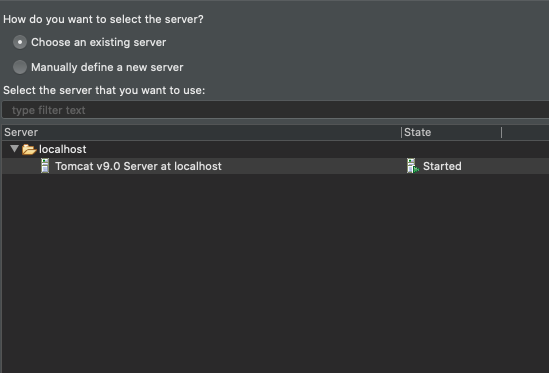 How do you want to select the server?
Choose an existing server
Manually define a new server
Select the server that you want to use:
type filter text
Server State
localhost
Tomcat v9.0 Server at localhost Started